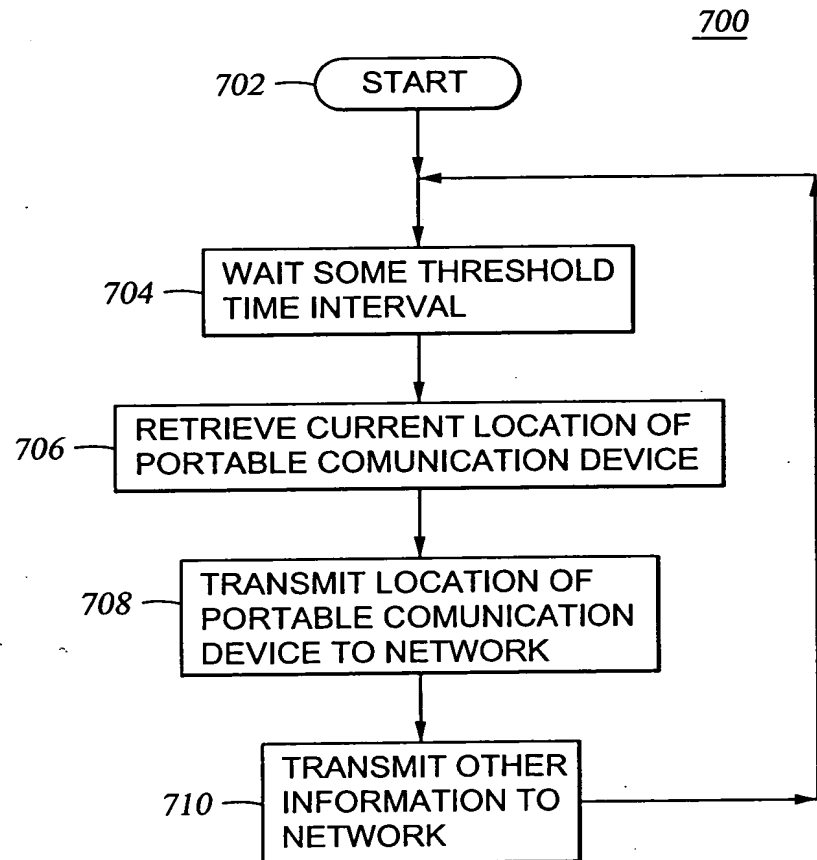 700
702
START
704
WAIT SOME THRESHOLD
TIME INTERVAL
706
RETRIEVE CURRENT LOCATION OF
PORTABLE COMUNICATION DEVICE
708
TRANSMIT LOCATION OF
PORTABLE COMUNICATION
DEVICE TO NETWORK
710
TRANSMIT OTHER
INFORMATION TO
NETWORK